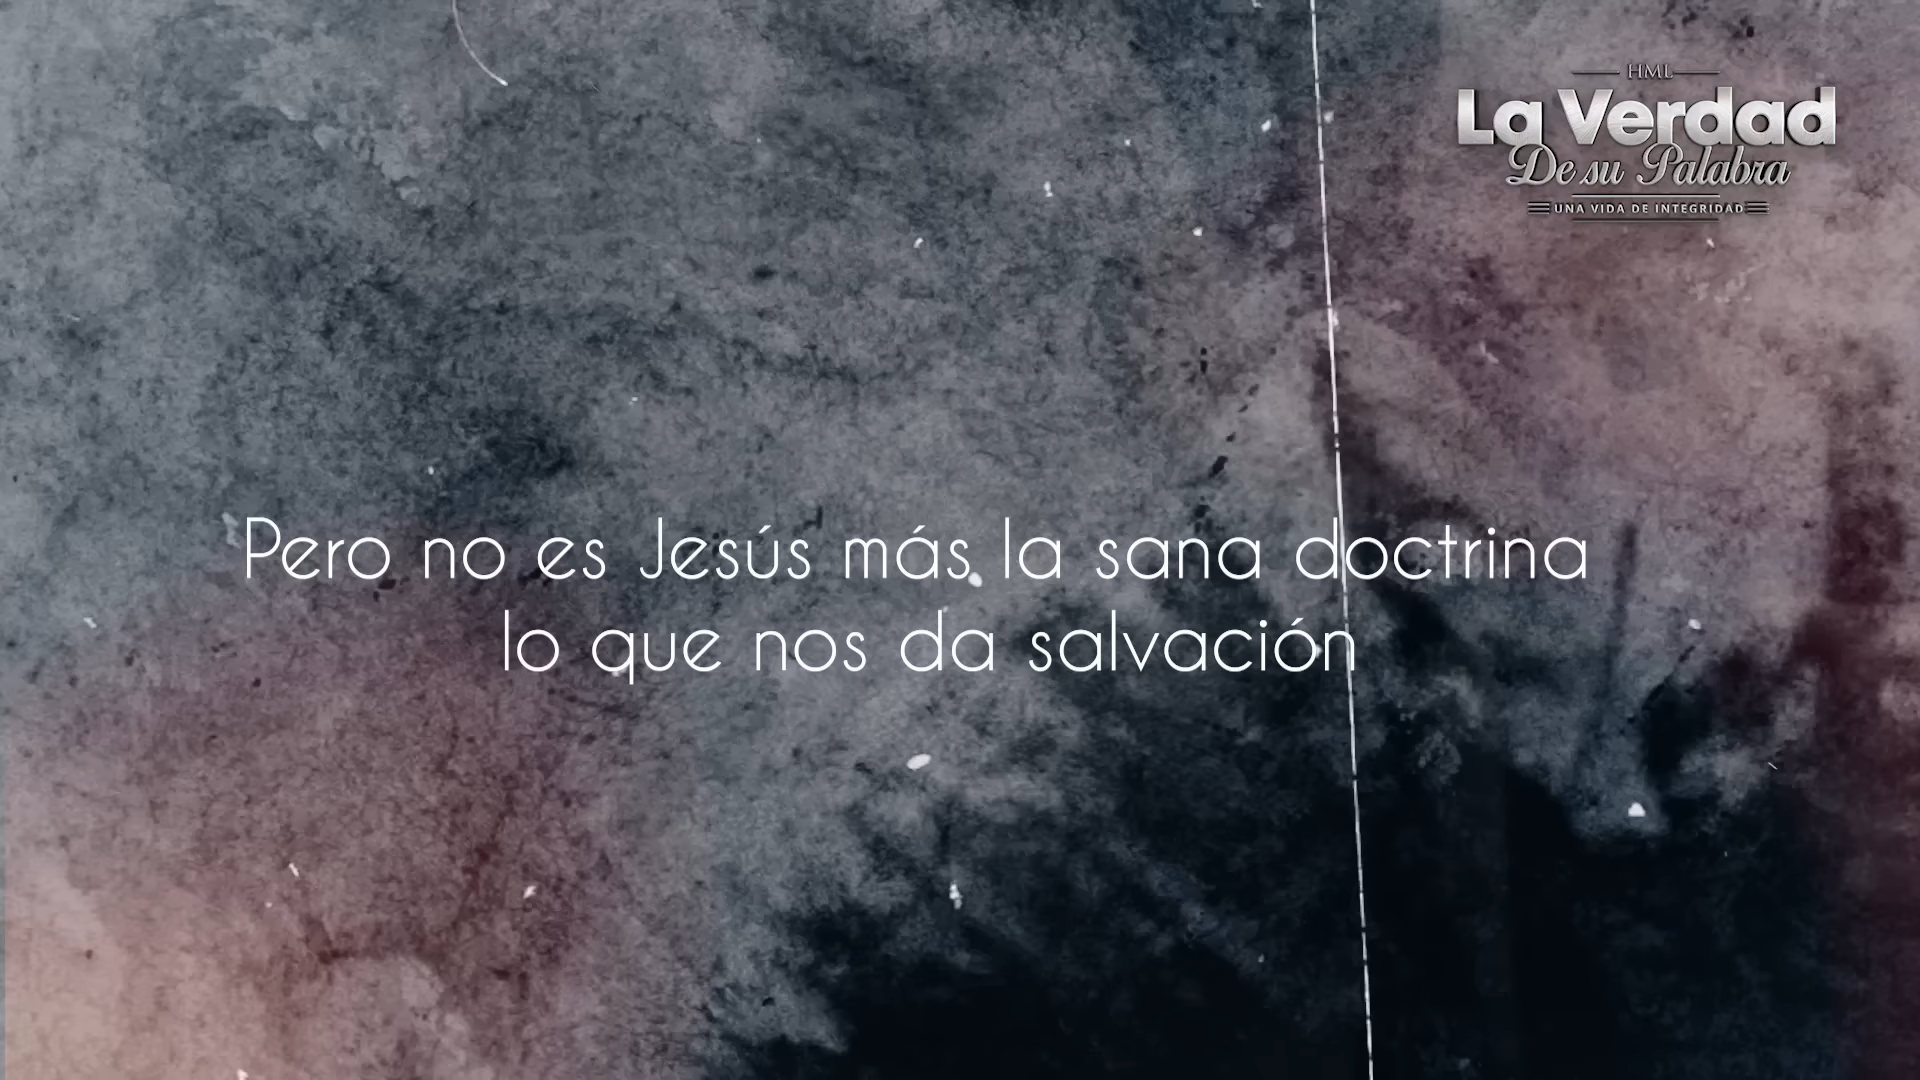 HML
La Verdad
De su Palabra
UNA VIDA DE INTEGRIDAD
Pero no es Jesús más la sana doctrina
lo que nos da salvación